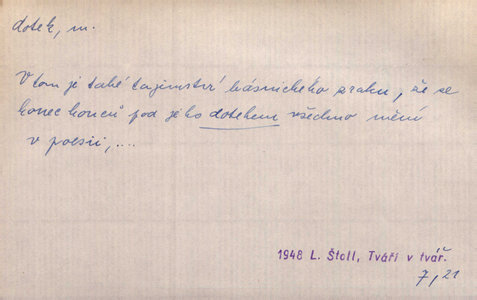 dotek, m.
V tom je také tajemství básnického zraku, že se
konec konců pod jeho dotekem všechno mění
v poesii, ....
1948 L. Štoll, Tváří v tvář.
7, 21